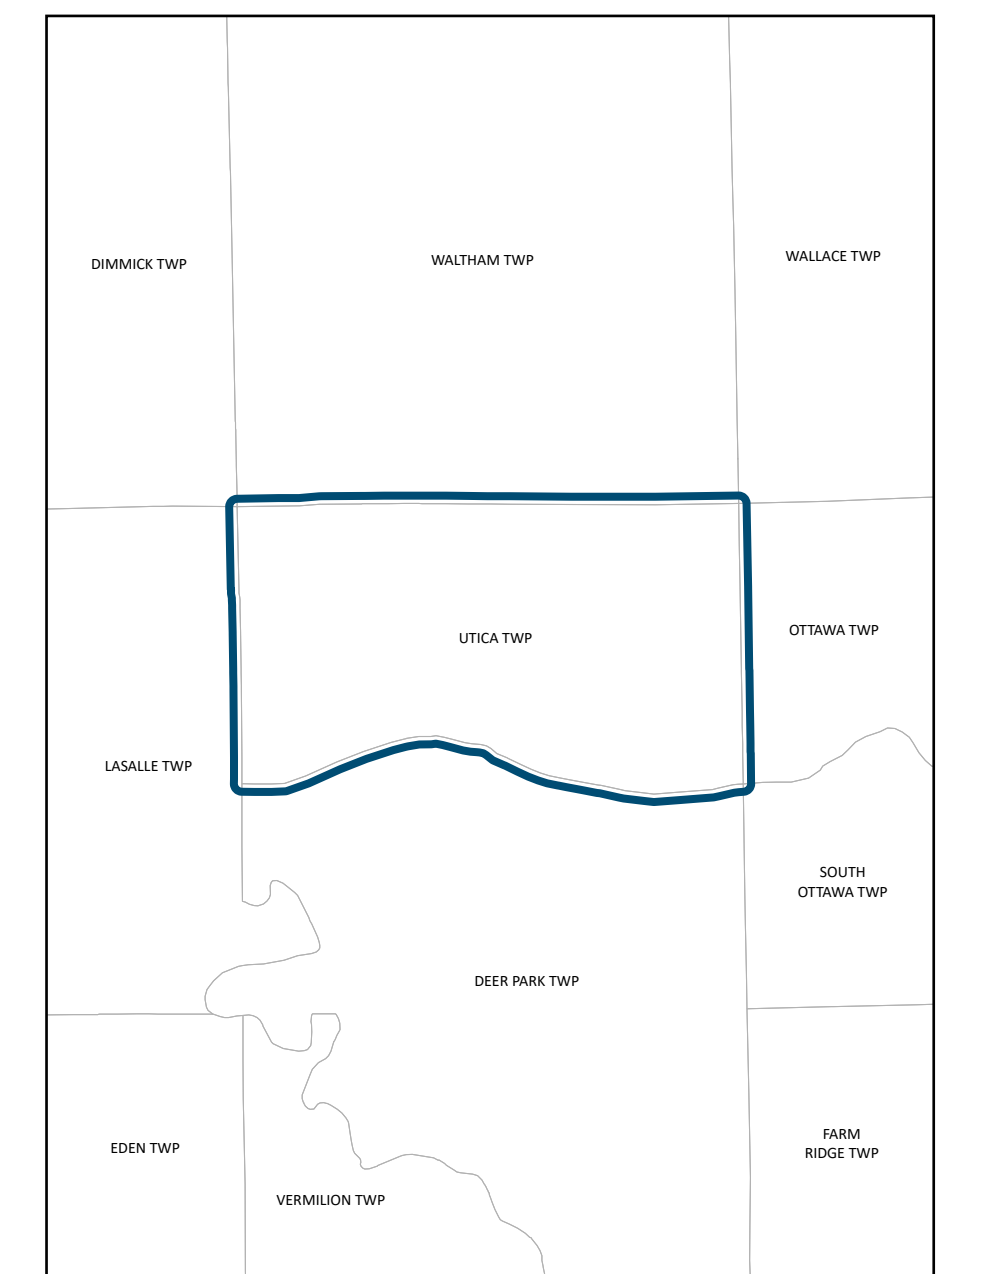 DIMMICK TWP
WALTHAM TWP
WALLACE TWP
UTICA TWP
OTTAWA TWP
LASALLE TWP
SOUTH
OTTAWA TWP
DEER PARK TWP
EDEN TWP
FARM
RIDGE TWP
VERMILION TWP